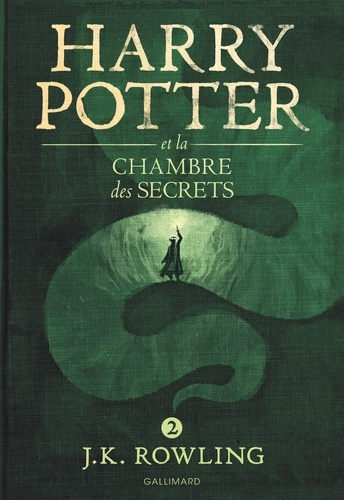 HARRY
POTTER
et la
CHAMBRE
des SECRETS
2
J.K. ROWLING
GALLIMARD